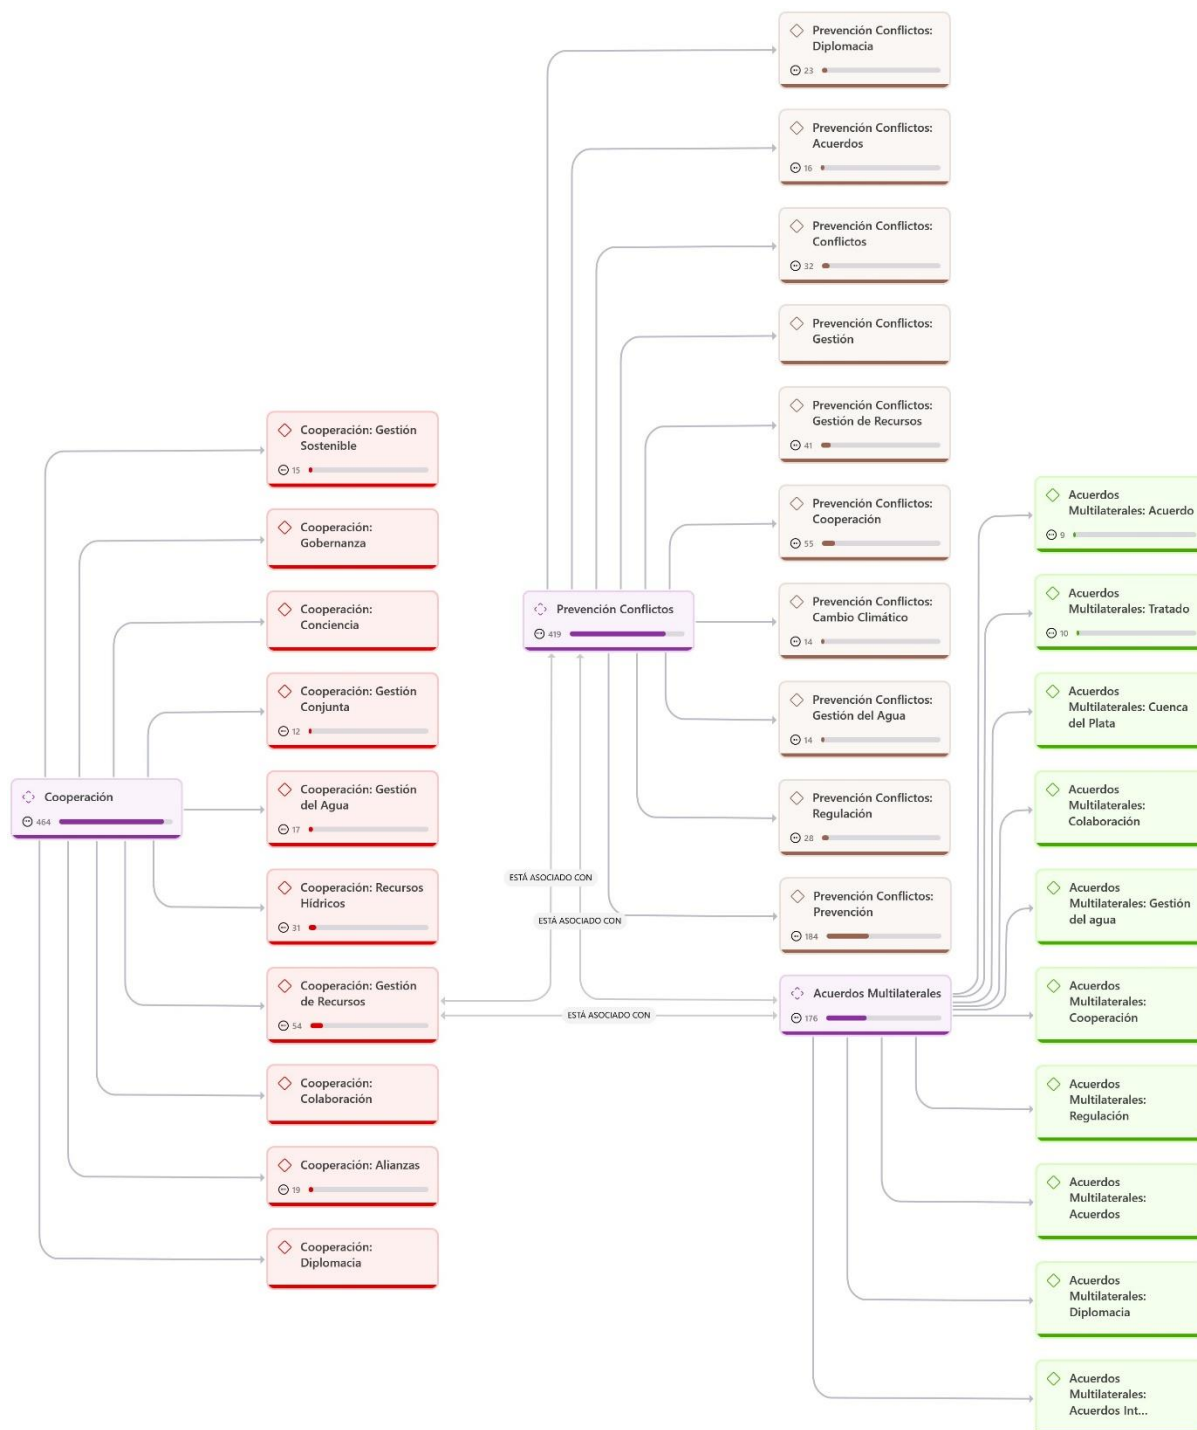 Prevención Conflictos:
Diplomacia
23
Prevención Conflictos:
Acuerdos
16
Prevención Conflictos:
Conflictos
32
Prevención Conflictos:
Gestión
Prevención Conflictos:
Gestión de Recursos
41
Prevención Conflictos:
Cooperación
55
Prevención Conflictos
419
Prevención Conflictos:
Cambio Climático
14
Prevención Conflictos:
Gestión del Agua
14
Prevención Conflictos:
Regulación
28
Prevención Conflictos:
Prevención
184
Cooperación: Gestión
Sostenible
15
Cooperación:
Gobernanza
Cooperación:
Conciencia
Cooperación: Gestión
Conjunta
12
Cooperación
464
Cooperación: Gestión
del Agua
17
Cooperación: Recursos
Hídricos
31
Cooperación: Gestión
de Recursos
54
Cooperación:
Colaboración
Cooperación: Alianzas
19
Cooperación:
Diplomacia
ESTÁ ASOCIADO CON
ESTÁ ASOCIADO CON
ESTÁ ASOCIADO CON
Acuerdos Multilaterales
176
Acuerdos
Multilaterales: Acuerdo
9
Acuerdos
Multilaterales: Tratado
10
Acuerdos
Multilaterales: Cuenca
del Plata
Acuerdos
Multilaterales:
Colaboración
Acuerdos
Multilaterales: Gestión
del agua
Acuerdos
Multilaterales:
Cooperación
Acuerdos
Multilaterales:
Regulación
Acuerdos
Multilaterales:
Acuerdos
Acuerdos
Multilaterales:
Diplomacia
Acuerdos
Multilaterales:
Acuerdos Int...